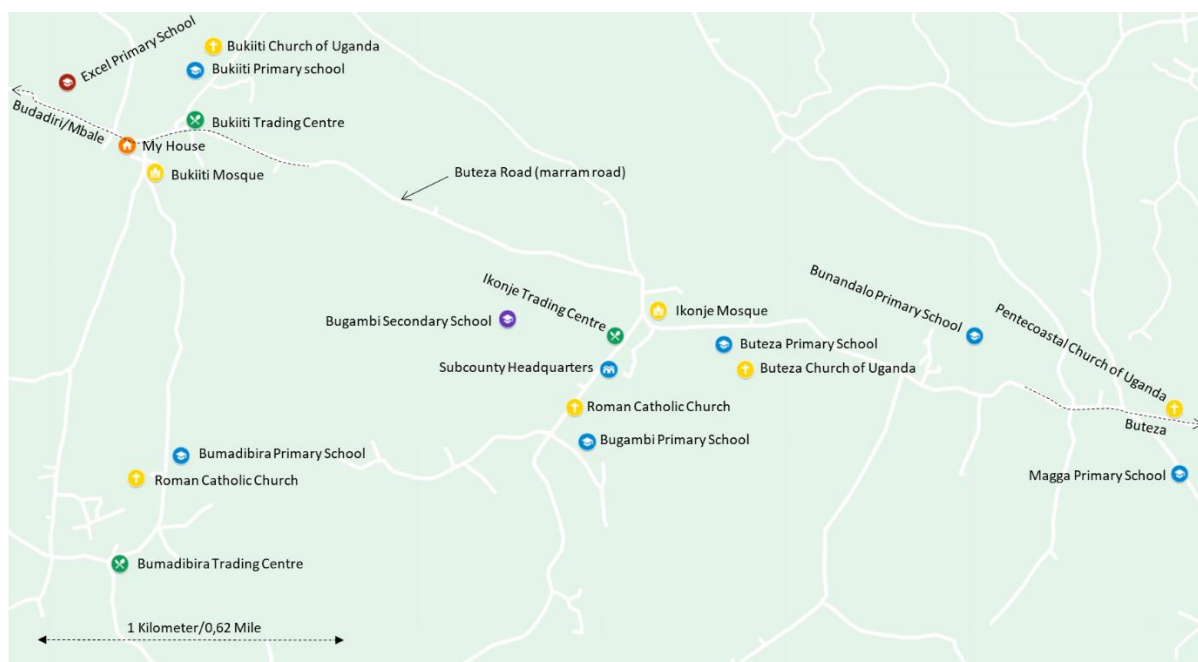 Excel Primary School
Bukiiti Church of Uganda
Bukiiti Primary school
Budadiri/Mbale
Bukiiti Trading Centre
My House
Bukiiti Mosque
Buteza Road (marram road)
Ikonje Trading Centre
Ikonje Mosque
Bunandalo Primary School
Pentecoastal Church of Uganda
Bugambi Secondary School
Buteza Primary School
Subcounty Headquarters
Buteza Church of Uganda
Roman Catholic Church
Buteza
Bugambi Primary School
Bumadibira Primary School
Magga Primary School
Roman Catholic Church
Bumadibira Trading Centre
1 Kilometer/0,62 Mile